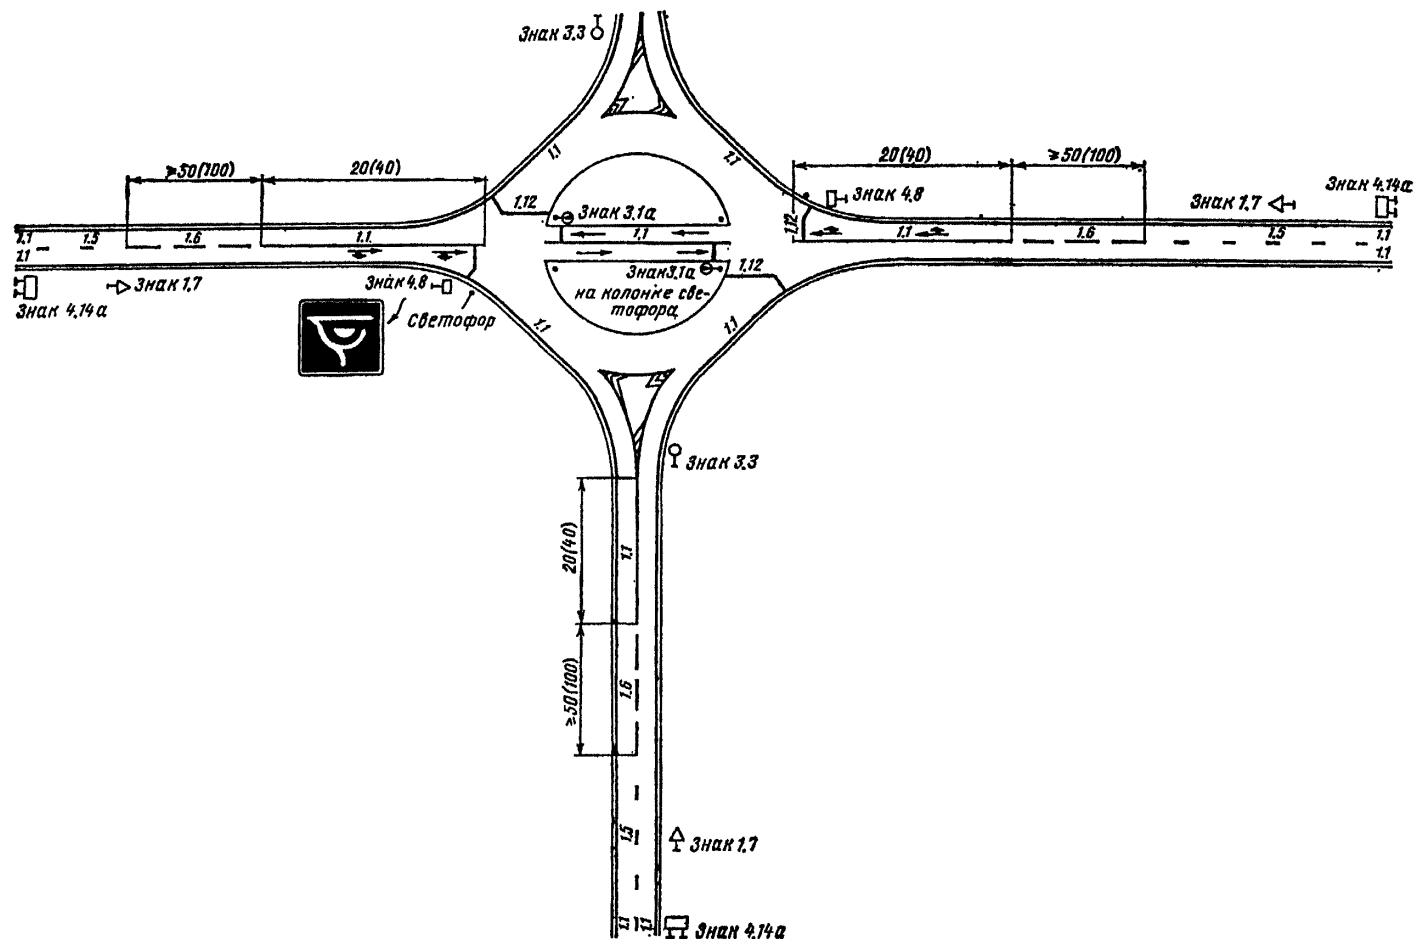 Знак 3.3
1.1
1.1
≥50(100)
20(40)
20(40)
≥50(100)
Знак 4.8
Знак 1.7
Знак 4.14а
1.12
Знак 3.1а
1.12
1.1
1.5
1.6
1.1
1.1
1.1
1.6
1.5
1.1
1.1
1.1
Знак 4.14а
Знак 1.7
Знак 4.8
Светофор
Знак 3.1а
на колонке све-
тофора
1.12
1.1
1.1
Знак 3.3
20(40)
1.1
≥50(100)
1.6
1.5
Знак 1.7
1.1
1.1
Знак 4.14а